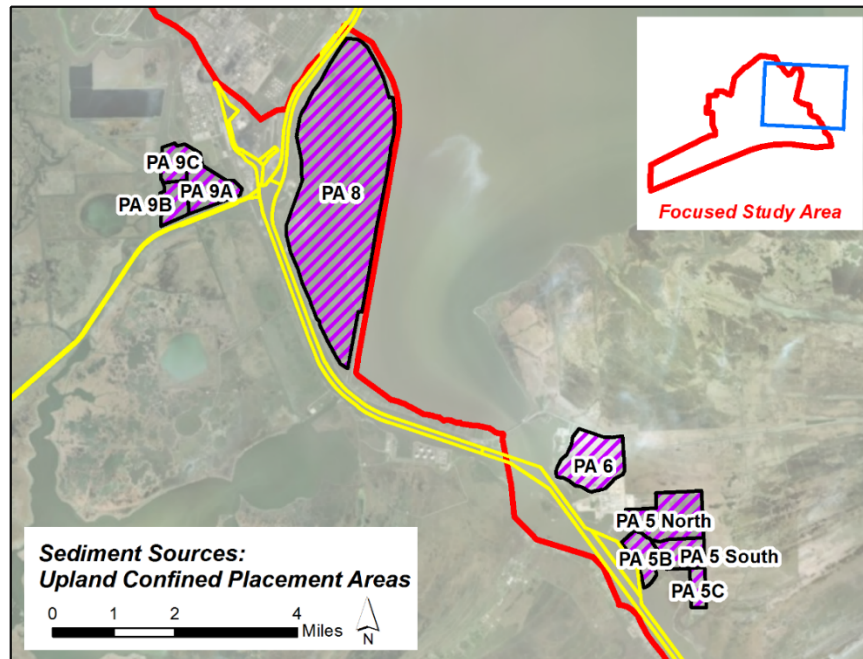 PA 9C
PA 9A
PA 9B
PA 8
Focused Study Area
PA 6
PA 5 North
PA 5B
PA 5 South
PA 5C
Sediment Sources:
Upland Confined Placement Areas
0 1 2 4
Miles
N